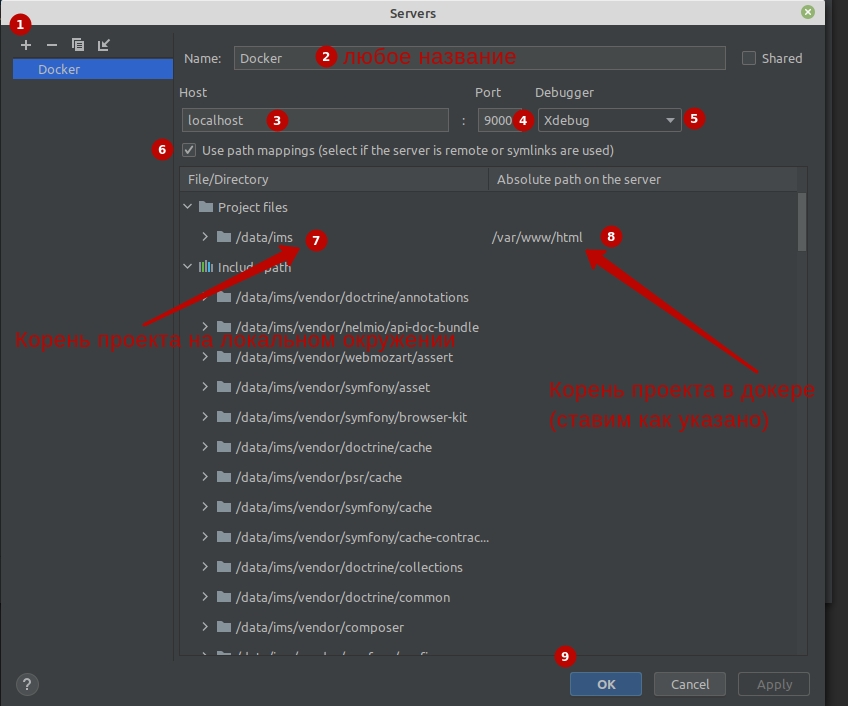 Servers
1
Docker
Name: Docker 2 любое название Shared
Host Port Debugger
localhost 3 : 9000 4 Xdebug 5
6 Use path mappings (select if the server is remote or symlinks are used)
File/Directory Absolute path on the server
Project files
/data/ims 7 /var/www/html 8
Include path
/data/ims/vendor/doctrine/annotations
/data/ims/vendor/nelmio/api-doc-bundle
Корень проекта на локальном окружении
/data/ims/vendor/webmozart/assert
/data/ims/vendor/symfony/asset
Корень проекта в докере
(ставим как указано)
/data/ims/vendor/symfony/browser-kit
/data/ims/vendor/doctrine/cache
/data/ims/vendor/psr/cache
/data/ims/vendor/symfony/cache
/data/ims/vendor/symfony/cache-contrac...
/data/ims/vendor/doctrine/collections
/data/ims/vendor/doctrine/common
/data/ims/vendor/composer
9
? OK Cancel Apply